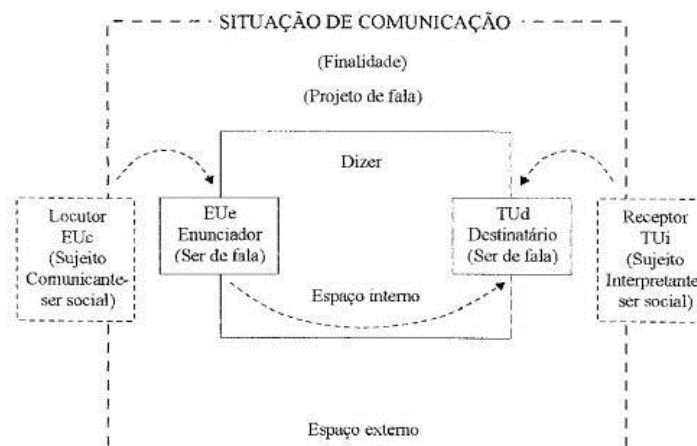 SITUAÇÃO DE COMUNICAÇÃO
(Finalidade)
(Projeto de fala)
Dizer
Locutor
EUc
(Sujeito
Comunicante-
ser social)
EUe
Enunciador
(Ser de fala)
TUd
Destinatário
(Ser de fala)
Receptor
TUi
(Sujeito
Interpretante-
ser social)
Espaço interno
Espaço externo